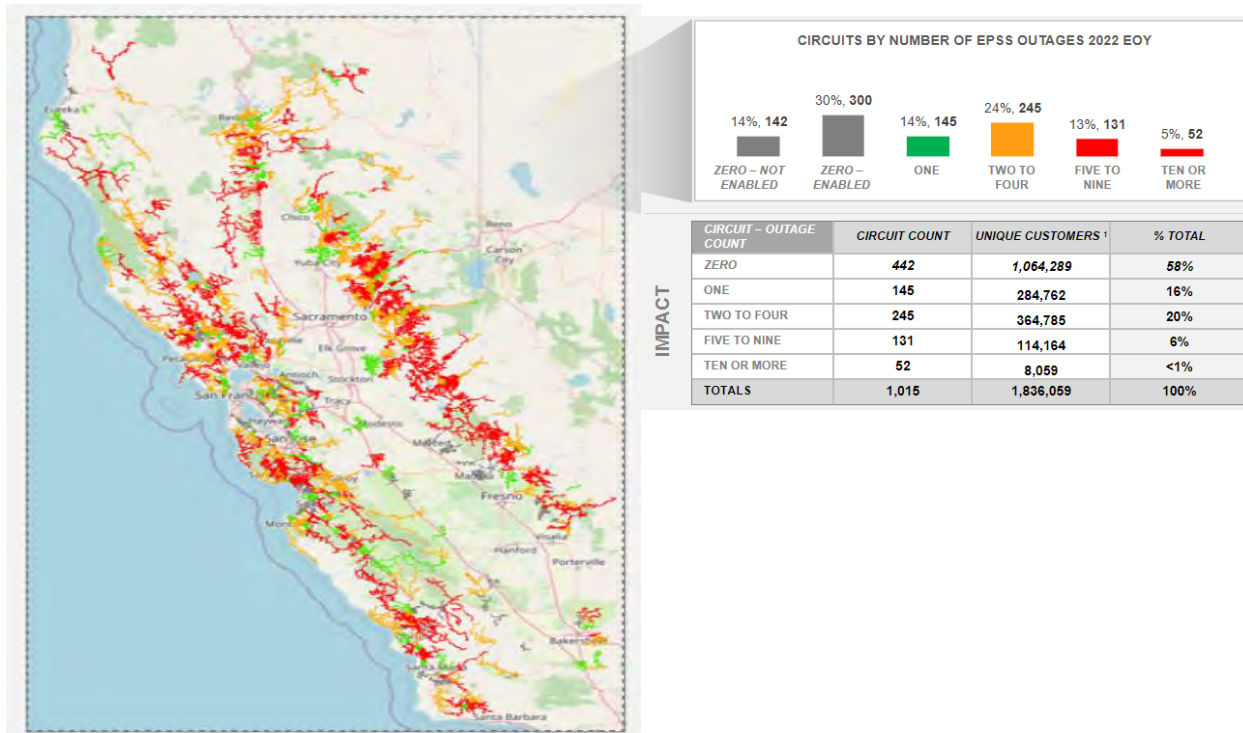 Eureka
Chico
Reno
Carson
City
Yuba City
Sacramento
Elk Grove
Vallejo
Antioch
Stockton
Tracy
San Jose
Modesto
Fresno
Visalia
Hanford
Porterville
Santa Barbara
CIRCUITS BY NUMBER OF EPSS OUTAGES 2022 EOY
14%, 142
30%, 300
14%, 145
24%, 245
13%, 131
5%, 52
ZERO – NOT ENABLED
ZERO – ENABLED
ONE
TWO TO FOUR
FIVE TO NINE
TEN OR MORE
IMPACT
CIRCUIT – OUTAGE COUNT CIRCUIT COUNT UNIQUE CUSTOMERS ¹ % TOTAL
ZERO 442 1,064,289 58%
ONE 145 284,762 16%
TWO TO FOUR 245 364,785 20%
FIVE TO NINE 131 114,164 6%
TEN OR MORE 52 8,059 <1%
TOTALS 1,015 1,836,059 100%